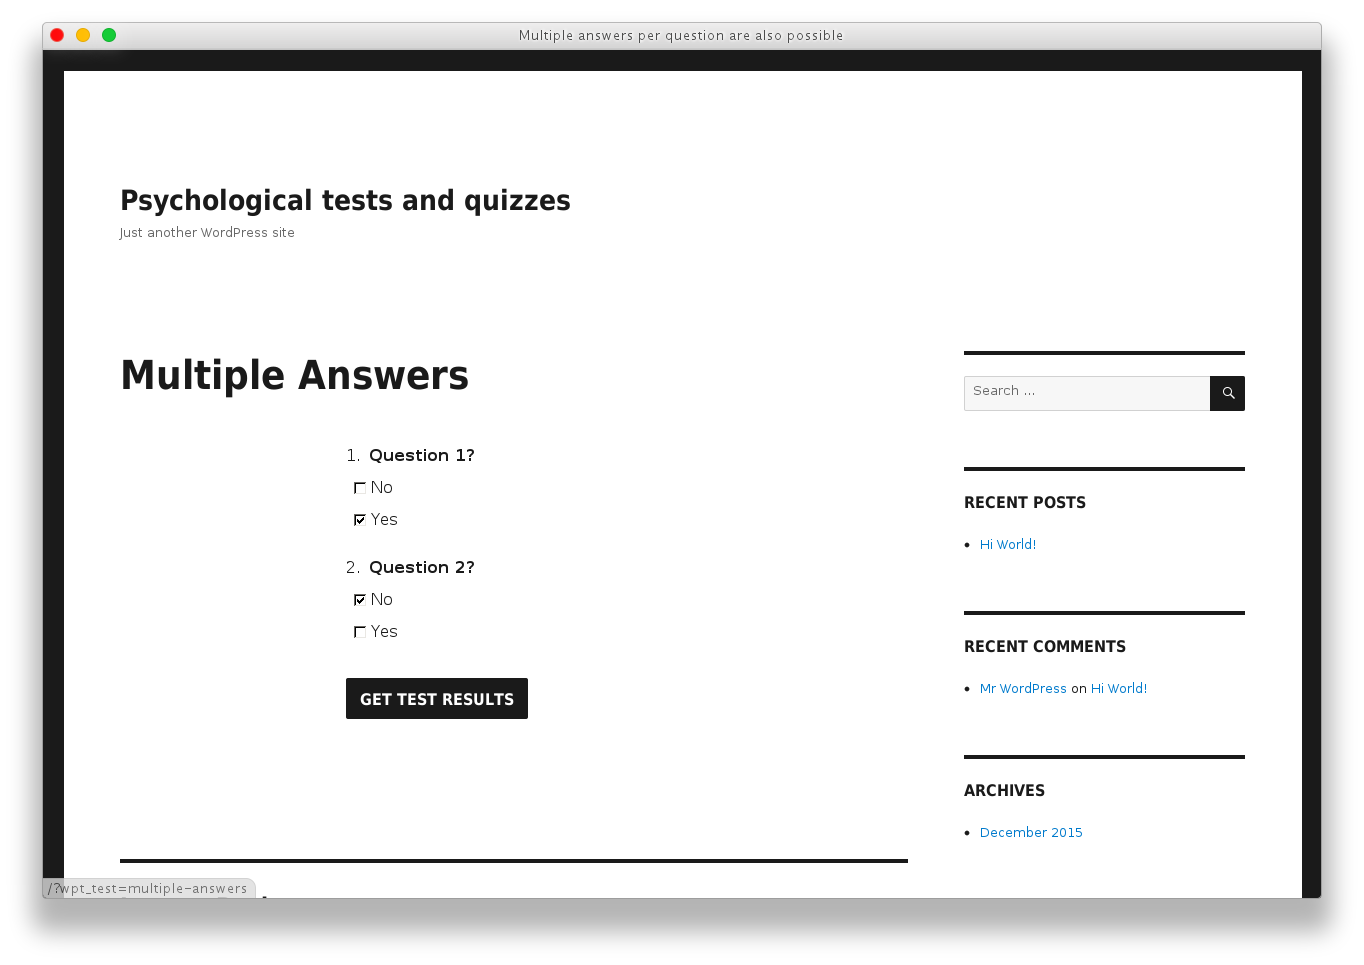 Multiple answers per question are also possible
Psychological tests and quizzes
Just another WordPress site
Multiple Answers
1. Question 1?
No
Yes
2. Question 2?
No
Yes
GET TEST RESULTS
Search ...
RECENT POSTS
Hi World!
RECENT COMMENTS
Mr WordPress on Hi World!
ARCHIVES
December 2015
/?wpt_test=multiple-answers